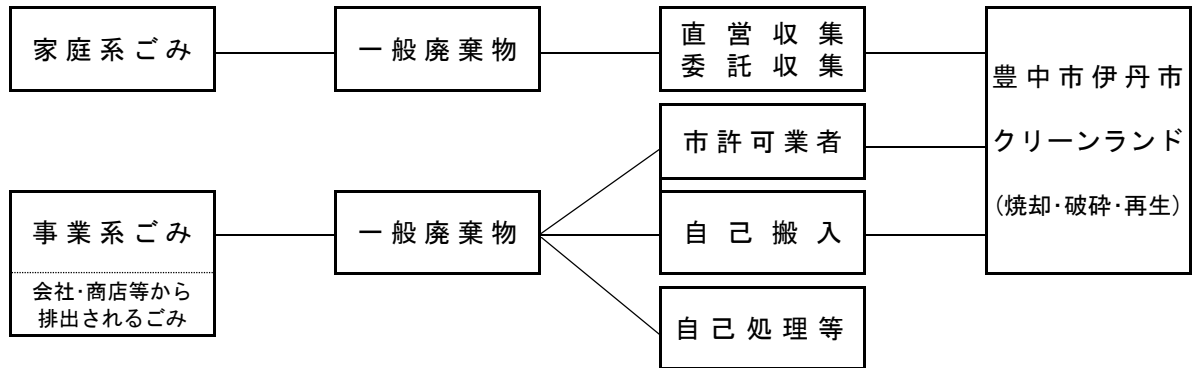 家庭系ごみ
一般廃棄物
直営収集
委託収集
豊中市伊丹市
クリーンランド
(焼却・破砕・再生)
市許可業者
事業系ごみ
会社・商店等から
排出されるごみ
一般廃棄物
自己搬入
自己処理等